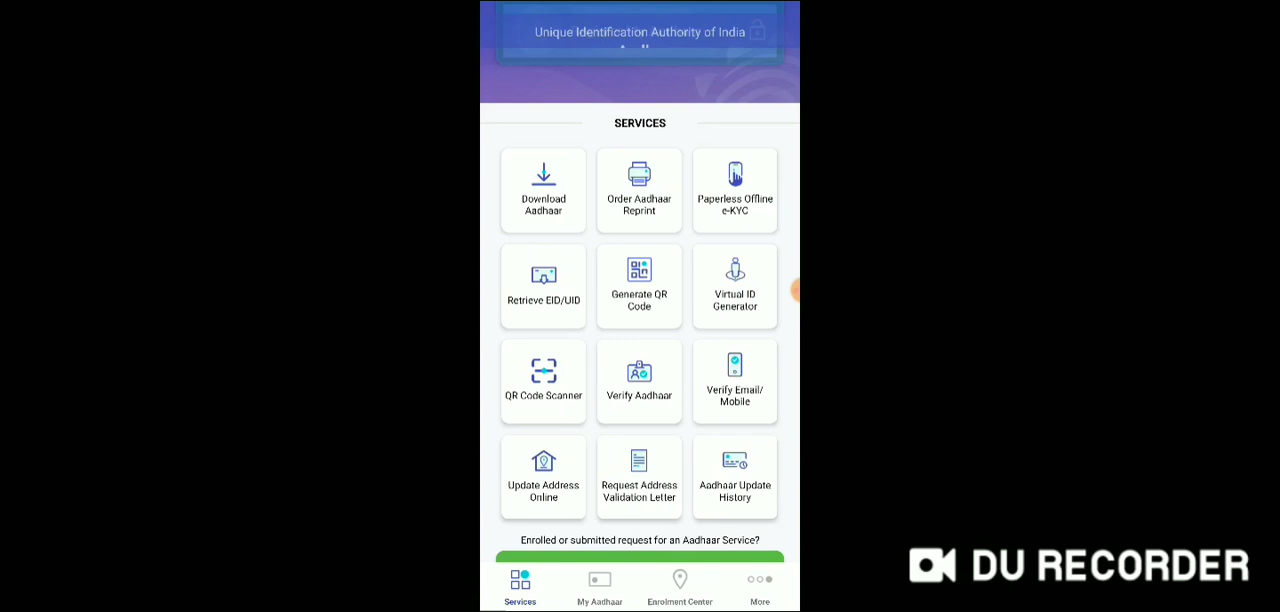 Unique Identification Authority of India
SERVICES
Download
Aadhaar
Order Aadhaar
Reprint
Paperless Offline
e-KYC
Retrieve EID/UID
Generate QR
Code
Virtual ID
Generator
QR Code Scanner
Verify Aadhaar
Verify Email/
Mobile
Update Address
Online
Request Address
Validation Letter
Aadhaar Update
History
Enrolled or submitted request for an Aadhaar Service?
Services
My Aadhaar
Enrolment Center
More
DU RECORDER